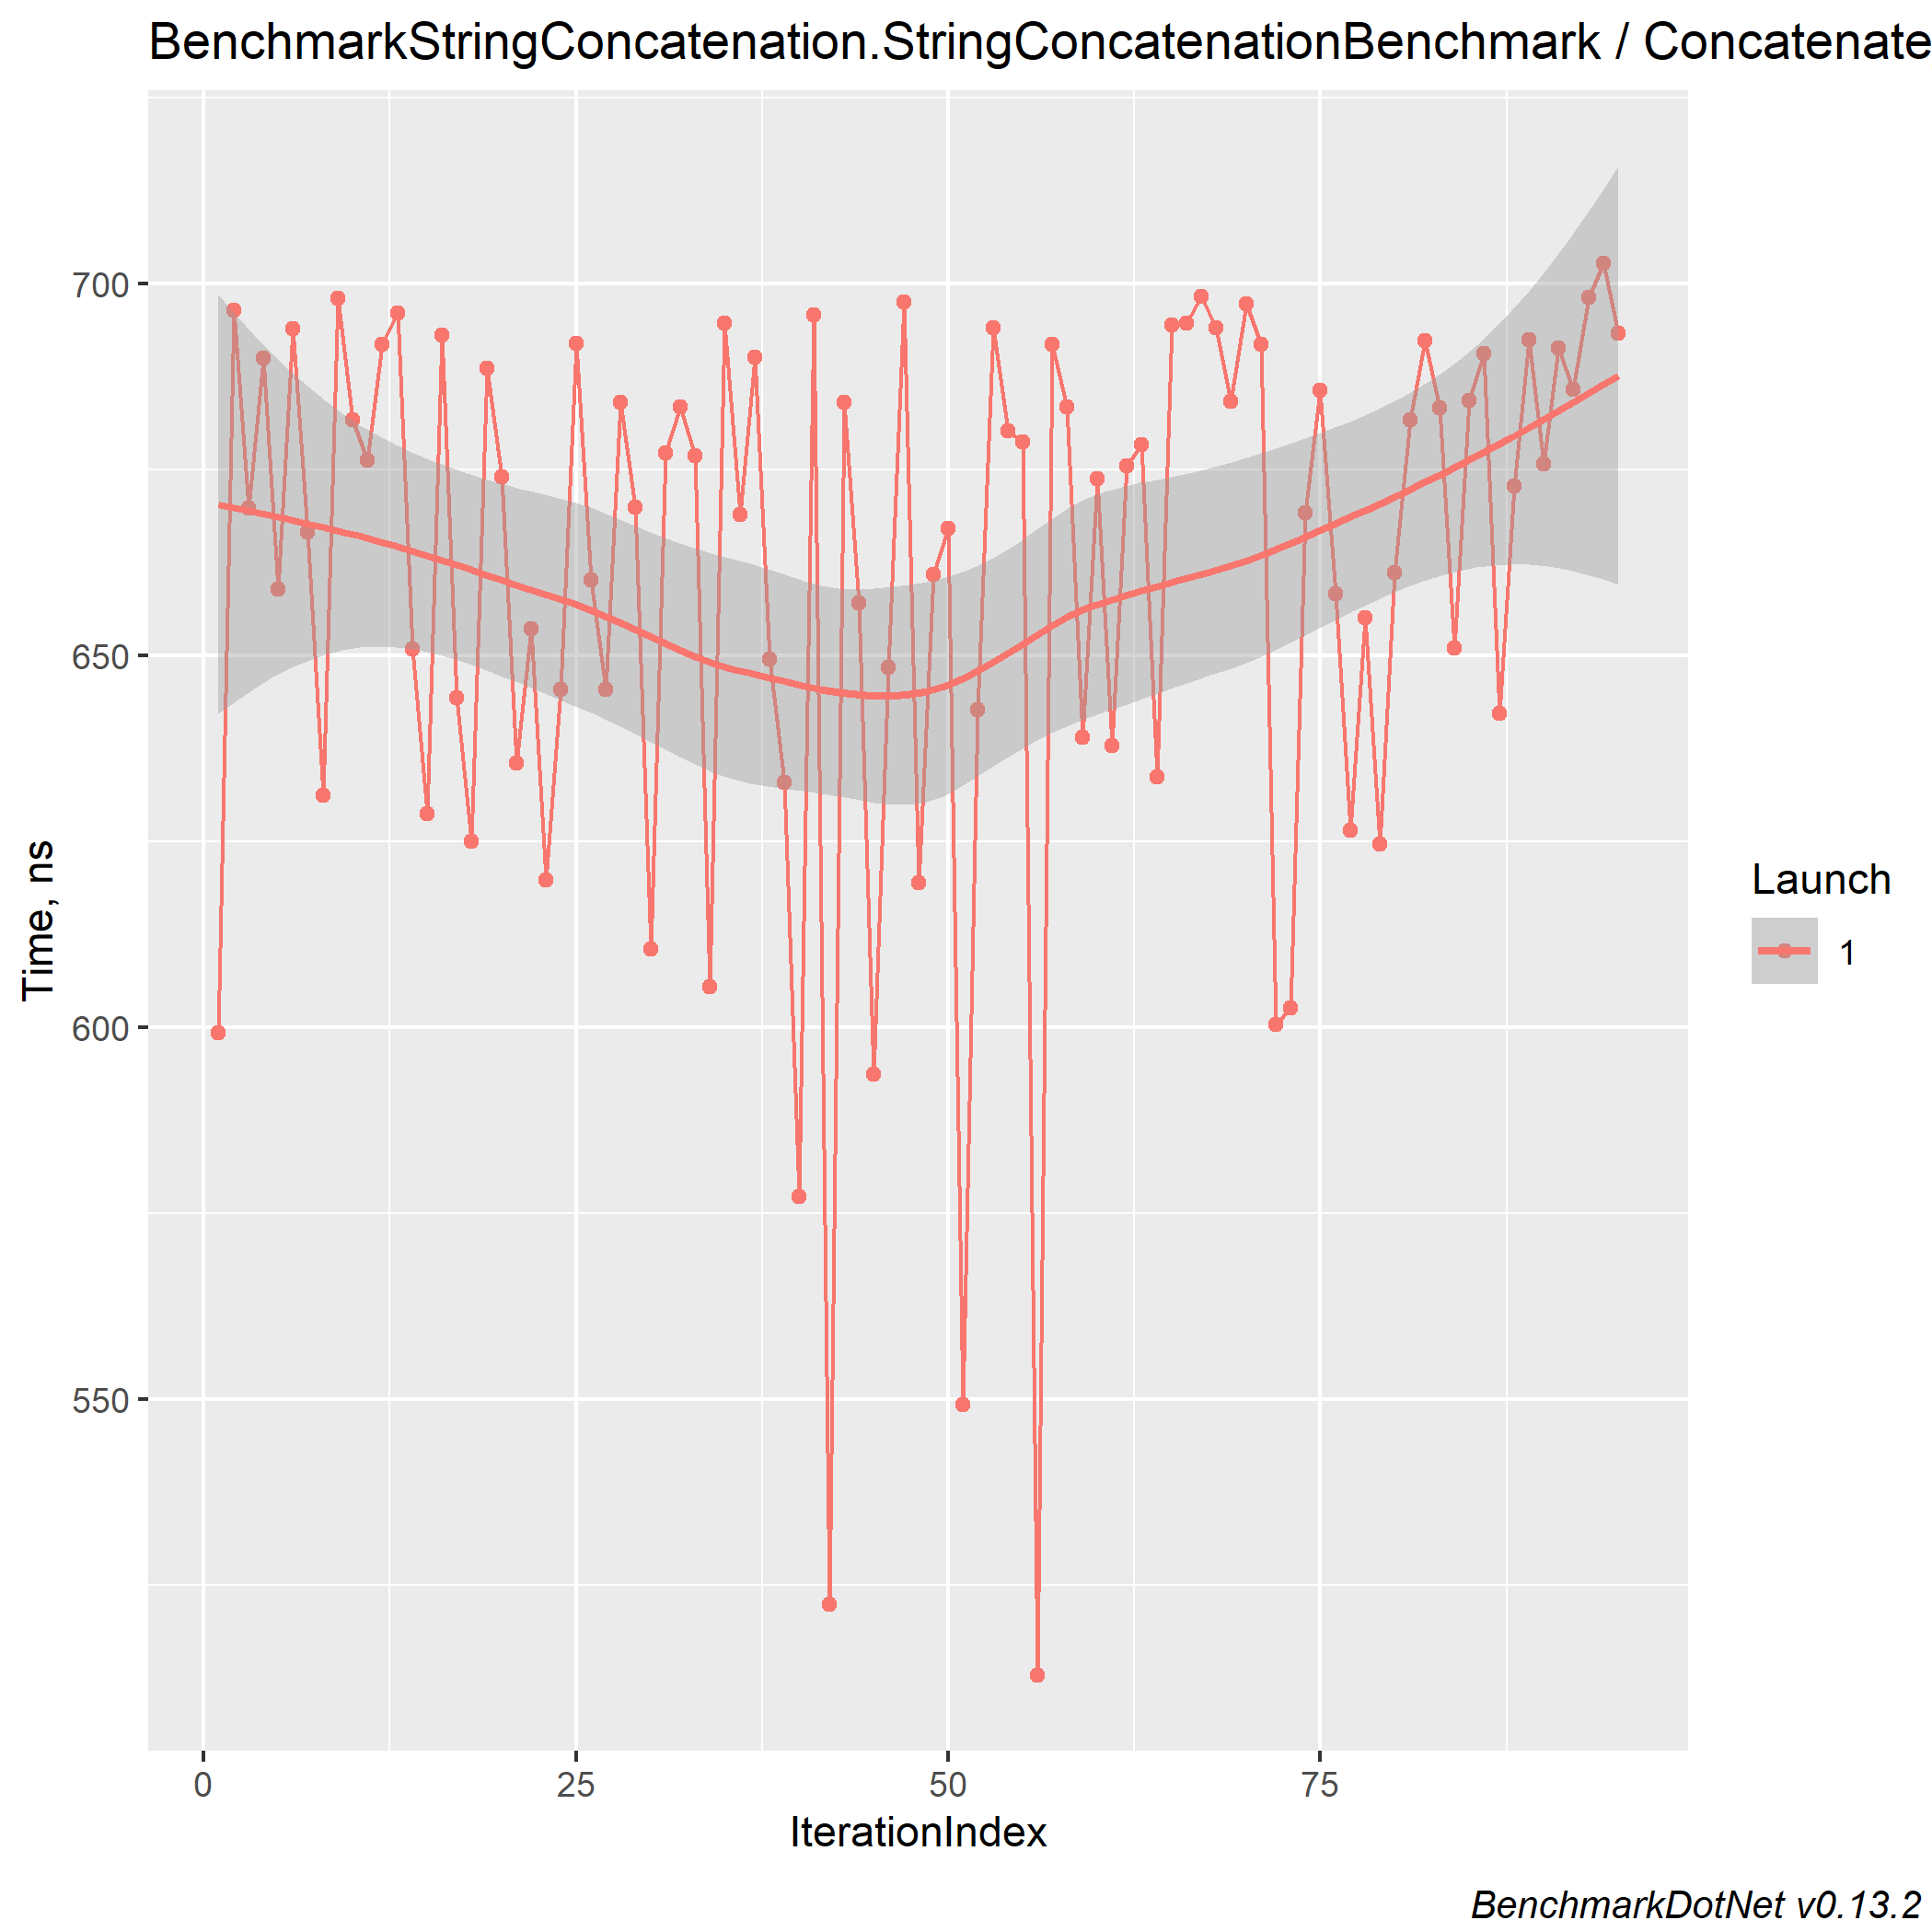 BenchmarkStringConcatenation.StringConcatenationBenchmark / Concatenate
700
650
600
550
Time, ns
0 25 50 75
IterationIndex
Launch
1
BenchmarkDotNet v0.13.2